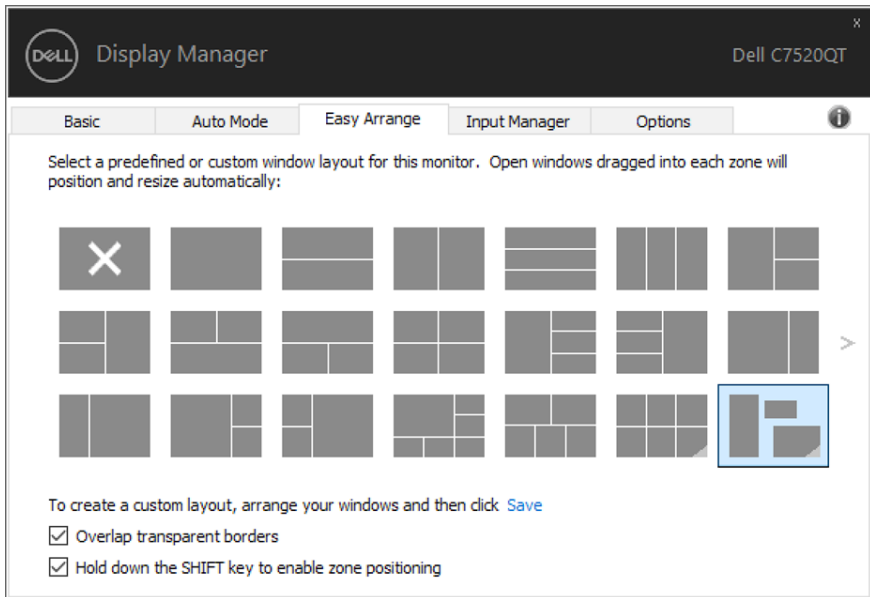 x
DELL
Display Manager
Dell C7520QT
Basic
Auto Mode
Easy Arrange
Input Manager
Options
i
Select a predefined or custom window layout for this monitor.  Open windows dragged into each zone will
position and resize automatically:
>
To create a custom layout, arrange your windows and then click Save
Overlap transparent borders
Hold down the SHIFT key to enable zone positioning